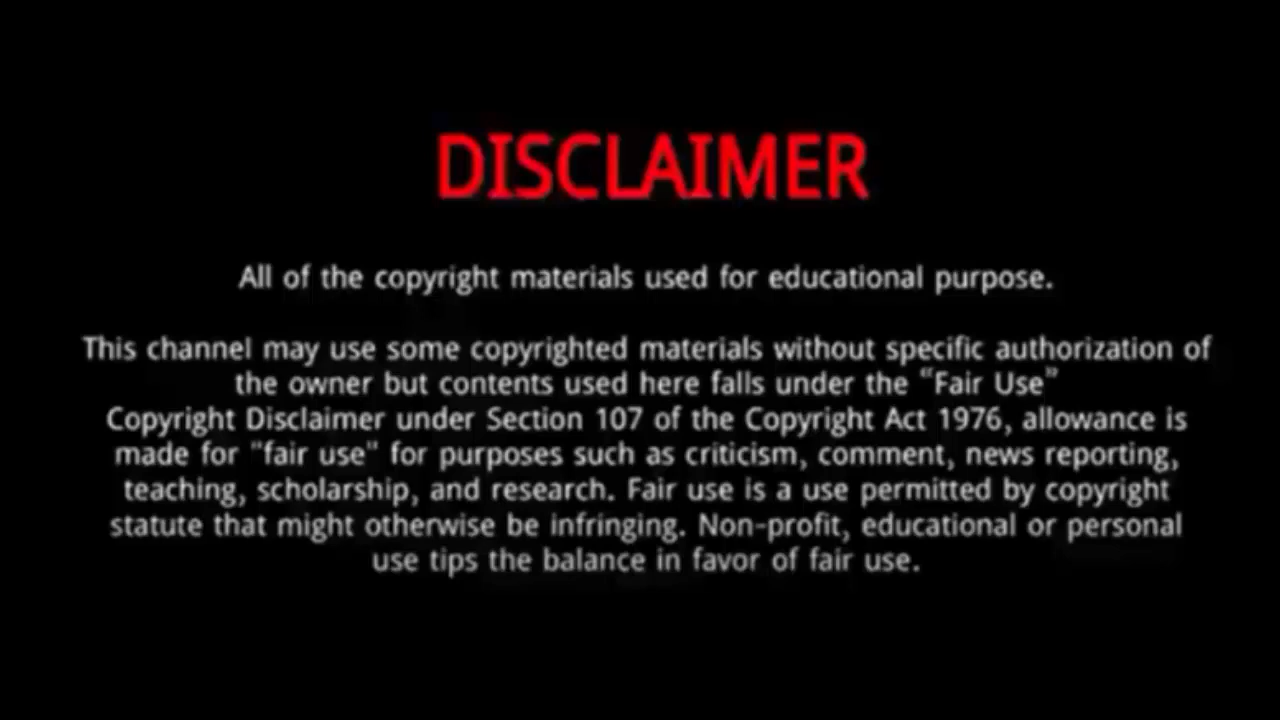 DISCLAIMER
All of the copyright materials used for educational purpose.
This channel may use some copyrighted materials without specific authorization of
the owner but contents used here falls under the “Fair Use”
Copyright Disclaimer under Section 107 of the Copyright Act 1976, allowance is
made for "fair use" for purposes such as criticism, comment, news reporting,
teaching, scholarship, and research. Fair use is a use permitted by copyright
statute that might otherwise be infringing. Non-profit, educational or personal
use tips the balance in favor of fair use.